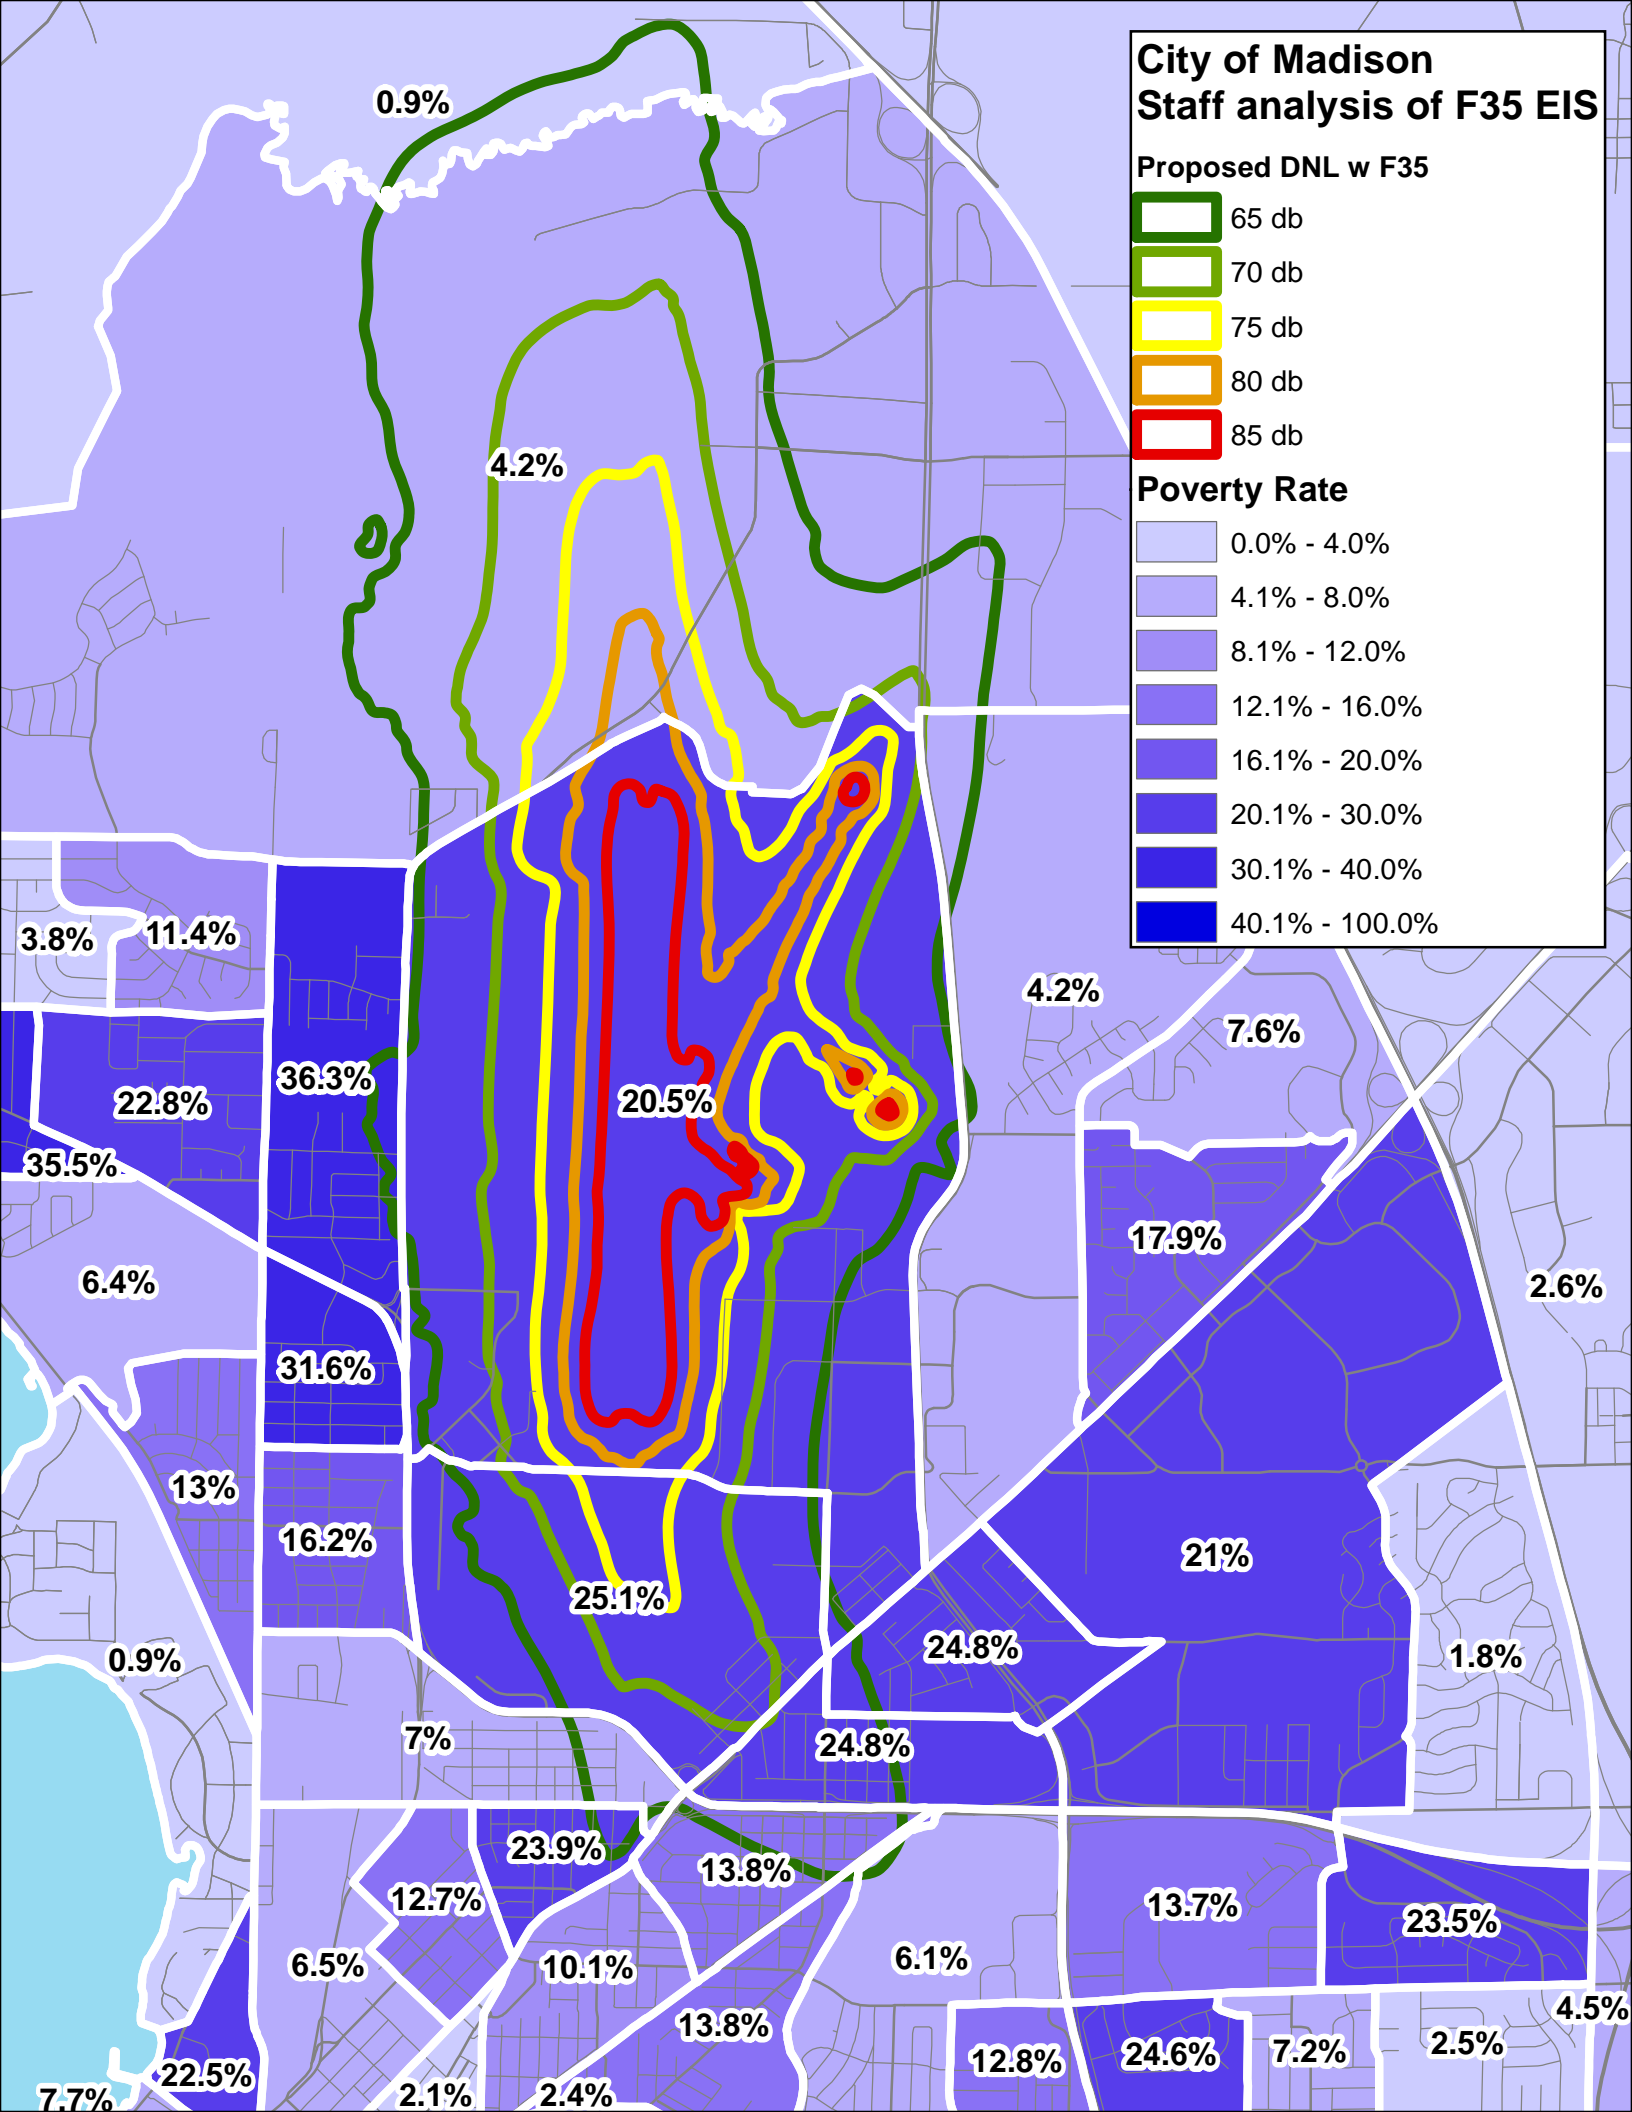 City of Madison
Staff analysis of F35 EIS
Proposed DNL w F35
65 db
70 db
75 db
80 db
85 db
Poverty Rate
0.0% - 4.0%
4.1% - 8.0%
8.1% - 12.0%
12.1% - 16.0%
16.1% - 20.0%
20.1% - 30.0%
30.1% - 40.0%
40.1% - 100.0%
0.9%
4.2%
3.8%
11.4%
4.2%
7.6%
36.3%
22.8%
20.5%
35.5%
17.9%
6.4%
2.6%
31.6%
13%
16.2%
21%
25.1%
24.8%
0.9%
1.8%
7%
24.8%
23.9%
13.8%
12.7%
13.7%
23.5%
6.5%
10.1%
6.1%
4.5%
13.8%
2.5%
7.2%
24.6%
12.8%
22.5%
7.7%
2.1%
2.4%